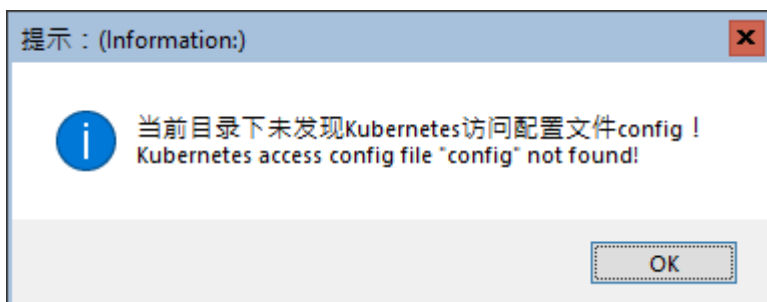 提示：(Information:)
当前目录下未发现Kubernetes访问配置文件config！
Kubernetes access config file "config" not found!
OK